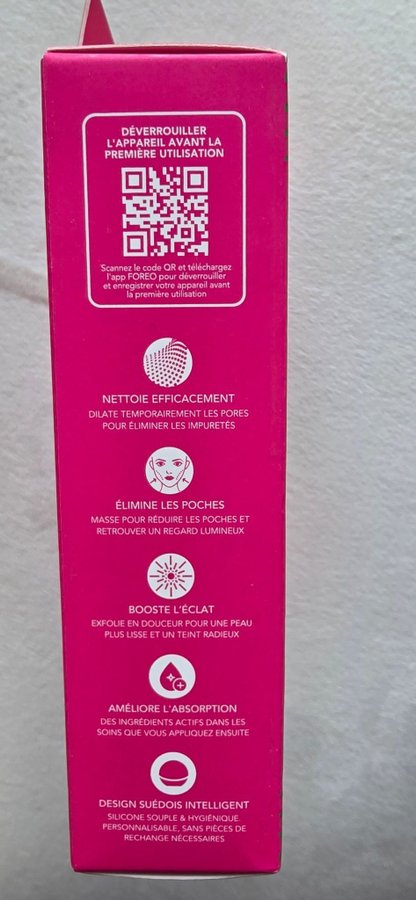 DÉVERROUILLER
L'APPAREIL AVANT LA
PREMIÈRE UTILISATION
Scannez le code QR et téléchargez
l'app FOREO pour déverrouiller
et enregistrer votre appareil avant
la première utilisation
NETTOIE EFFICACEMENT
DILATE TEMPORAIREMENT LES PORES
POUR ÉLIMINER LES IMPURETÉS
ÉLIMINE LES POCHES
MASSE POUR RÉDUIRE LES POCHES ET
RETROUVER UN REGARD LUMINEUX
BOOSTE L'ÉCLAT
EXFOLIE EN DOUCEUR POUR UNE PEAU
PLUS LISSE ET UN TEINT RADIEUX
AMÉLIORE L'ABSORPTION
DES INGRÉDIENTS ACTIFS DANS LES
SOINS QUE VOUS APPLIQUEZ ENSUITE
DESIGN SUÉDOIS INTELLIGENT
SILICONE SOUPLE & HYGIÉNIQUE.
PERSONNALISABLE, SANS PIÈCES DE
RECHANGE NÉCESSAIRES